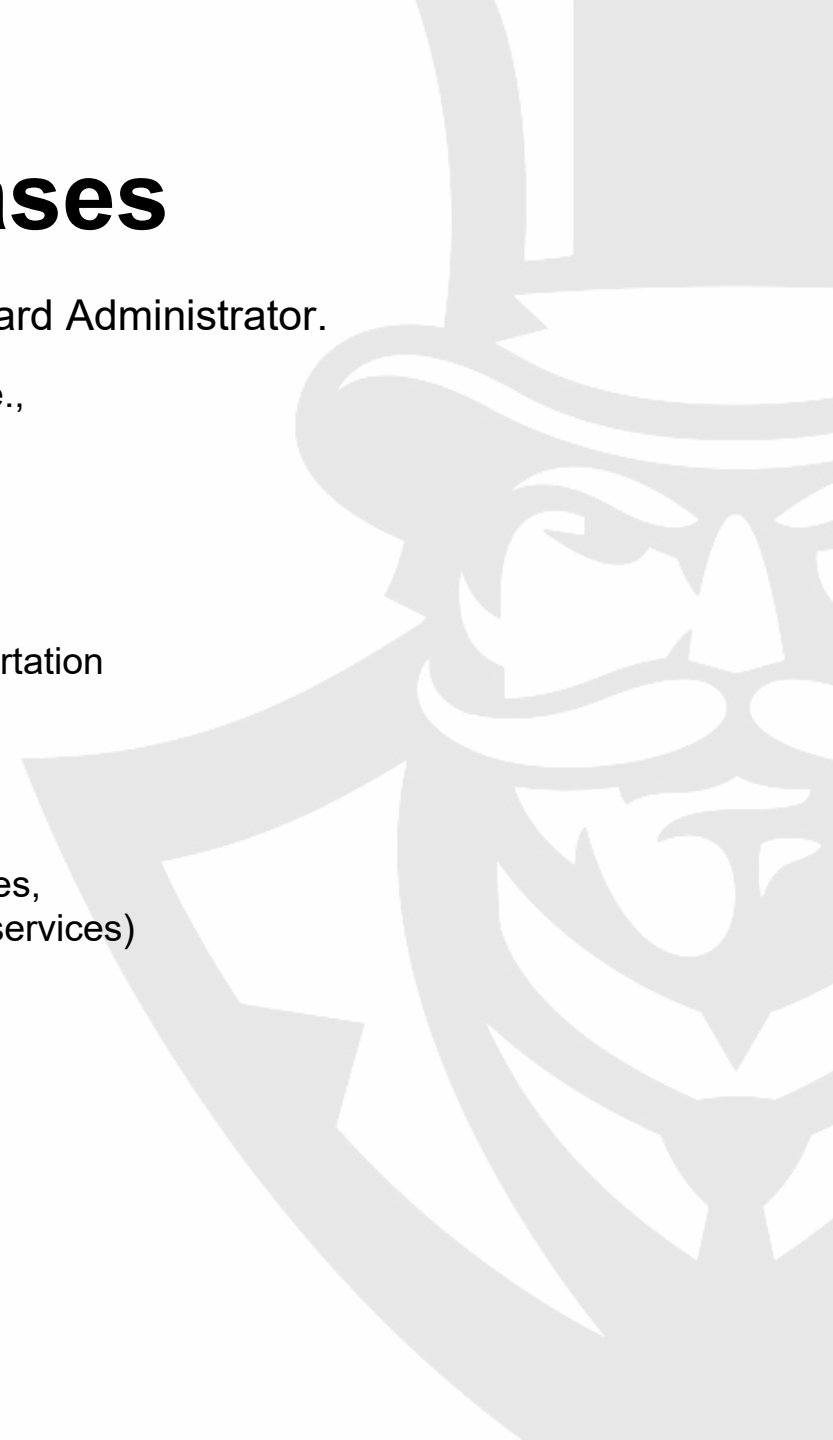 ases
ard Administrator.
e.,
rtation
es,
services)